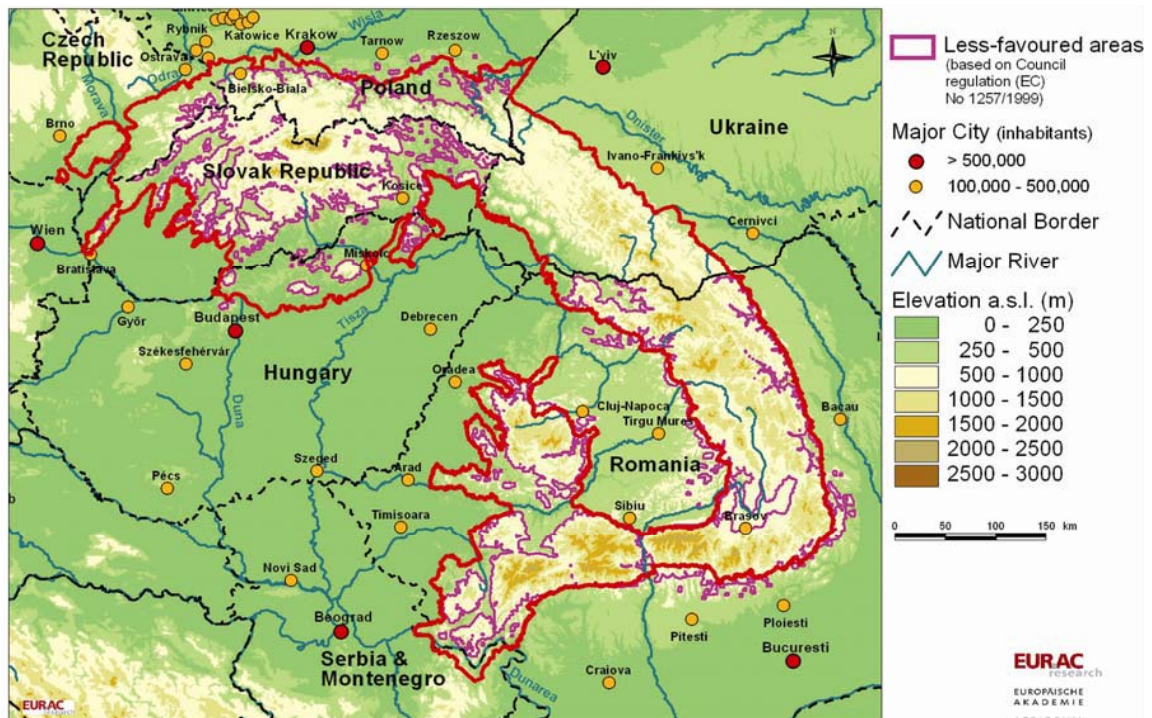 Czech
Republic
Rybnik
Katowice
Krakow
Wisla
Tarnow
Rzeszow
L'yiv
Ostrava
Odra
Bielsko-Biala
Poland
Morava
Brno
Ukraine
Dnister
Ivano-Frankivs'k
Slovak Republic
Kosice
Cernivci
Wien
Bratislava
Miskolc
Györ
Budapest
Tisza
Debrecen
Székesfehérvár
Hungary
Oradea
Duna
Cluj-Napoca
Tirgu Mures
Bacau
Szeged
Arad
Romania
Pécs
Sibiu
Brasov
Timisoara
Novi Sad
Beograd
Ploiesti
Pitesti
Serbia &
Montenegro
Bucuresti
Dunarea
Craiova
EURAC
research
Less-favoured areas
(based on Council
regulation (EC)
No 1257/1999)
Major City (inhabitants)
> 500,000
100,000 - 500,000
National Border
Major River
Elevation a.s.l. (m)
0 - 250
250 - 500
500 - 1000
1000 - 1500
1500 - 2000
2000 - 2500
2500 - 3000
0 50 100 150 km
EURAC
research
EUROPÄISCHE
AKADEMIE